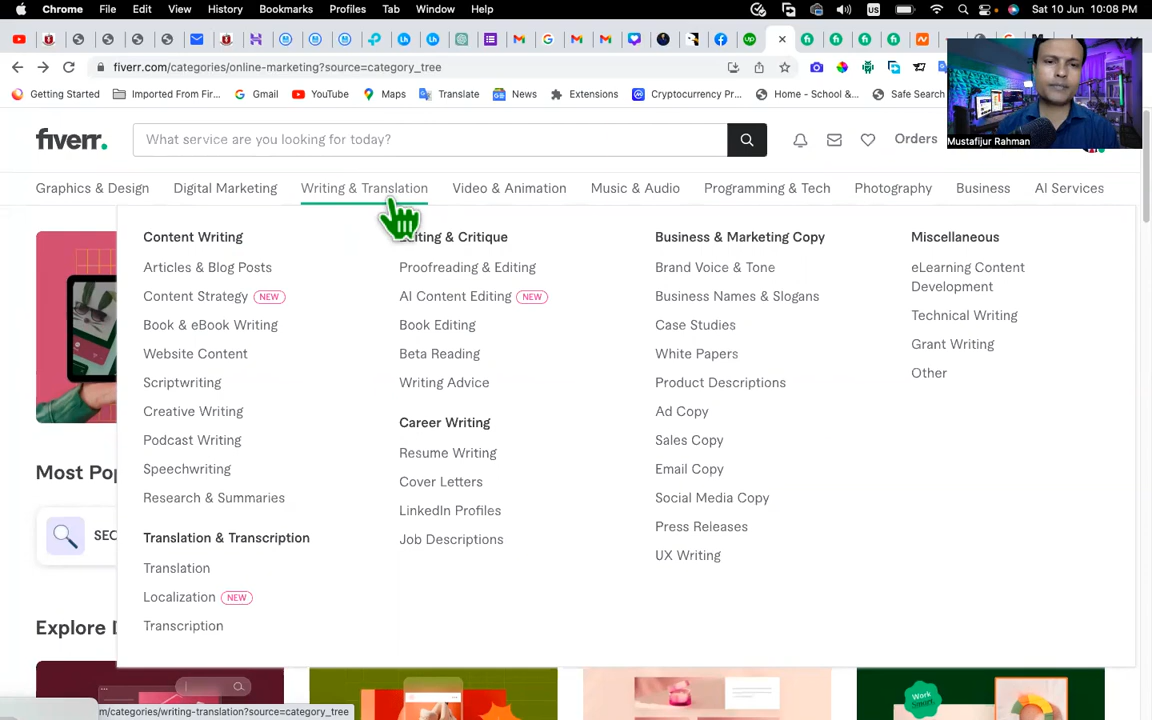 Chrome File Edit View History Bookmarks Profiles Tab Window Help
US Sat 10 Jun 10:08 PM
fiverr.com/categories/online-marketing?source=category_tree
Getting Started Imported From Fir... Gmail YouTube Maps Translate News Extensions Cryptocurrency Pr... Home - School &... Safe Search
Mustafijur Rahman
fiverr. What service are you looking for today? Orders
Graphics & Design Digital Marketing Writing & Translation Video & Animation Music & Audio Programming & Tech Photography Business AI Services
Content Writing
Articles & Blog Posts
Content Strategy NEW
Book & eBook Writing
Website Content
Scriptwriting
Creative Writing
Podcast Writing
Speechwriting
Research & Summaries
Translation & Transcription
Translation
Localization NEW
Transcription
& Critique
Proofreading & Editing
AI Content Editing NEW
Book Editing
Beta Reading
Writing Advice
Career Writing
Resume Writing
Cover Letters
LinkedIn Profiles
Job Descriptions
Business & Marketing Copy
Brand Voice & Tone
Business Names & Slogans
Case Studies
White Papers
Product Descriptions
Ad Copy
Sales Copy
Email Copy
Social Media Copy
Press Releases
UX Writing
Miscellaneous
eLearning Content
Development
Technical Writing
Grant Writing
Other
Most Pop
SEO
Explore
Work
Smart.
m/categories/writing-translation?source=category_tree